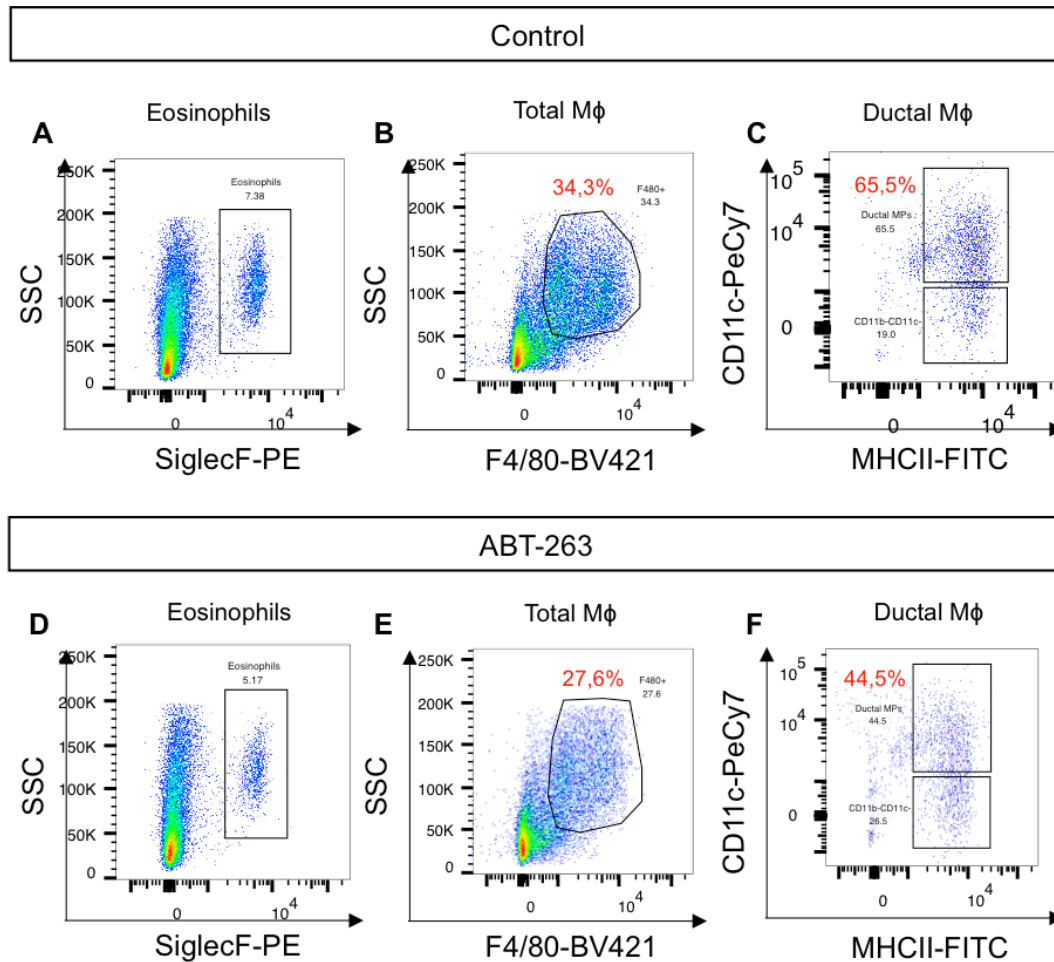 Control
A
Eosinophils
250K
200K
150K
100K
50K
0
Eosinophils
7.38
0
10^4
SSC
SiglecF-PE
B
Total Mϕ
250K
200K
150K
100K
50K
0
34,3%
F480+
34.3
0
10^4
SSC
F4/80-BV421
C
Ductal Mϕ
10^5
10^4
0
65,5%
Ductal MPs
65.5
CD11b-CD11c-
19.0
0
10^4
CD11c-PeCy7
MHCII-FITC
ABT-263
D
Eosinophils
250K
200K
150K
100K
50K
0
Eosinophils
5.17
0
10^4
SSC
SiglecF-PE
E
Total Mϕ
250K
200K
150K
100K
50K
0
27,6%
F480+
27.6
0
10^4
SSC
F4/80-BV421
F
Ductal Mϕ
10^5
10^4
0
44,5%
Ductal MPs
44.5
CD11b-CD11c-
26.5
0
10^4
CD11c-PeCy7
MHCII-FITC